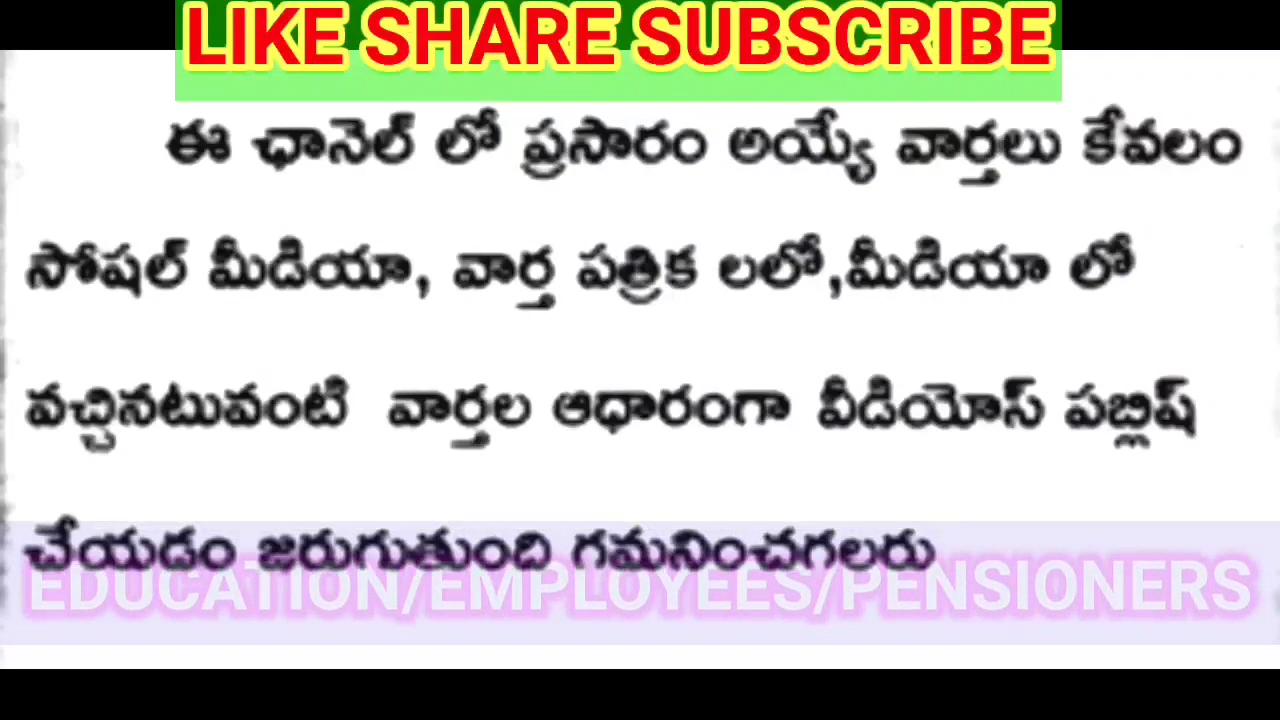 LIKE SHARE SUBSCRIBE
ఈ ఛానెల్ లో ప్రసారం అయ్యే వార్తలు కేవలం
సోషల్ మీడియా, వార్త పత్రిక లలో,మీడియా లో
వచ్చినటువంటి వార్తల ఆధారంగా వీడియోస్ పబ్లిష్
చేయడం జరుగుతుంది గమనించగలరు
EDUCATION/EMPLOYEES/PENSIONERS